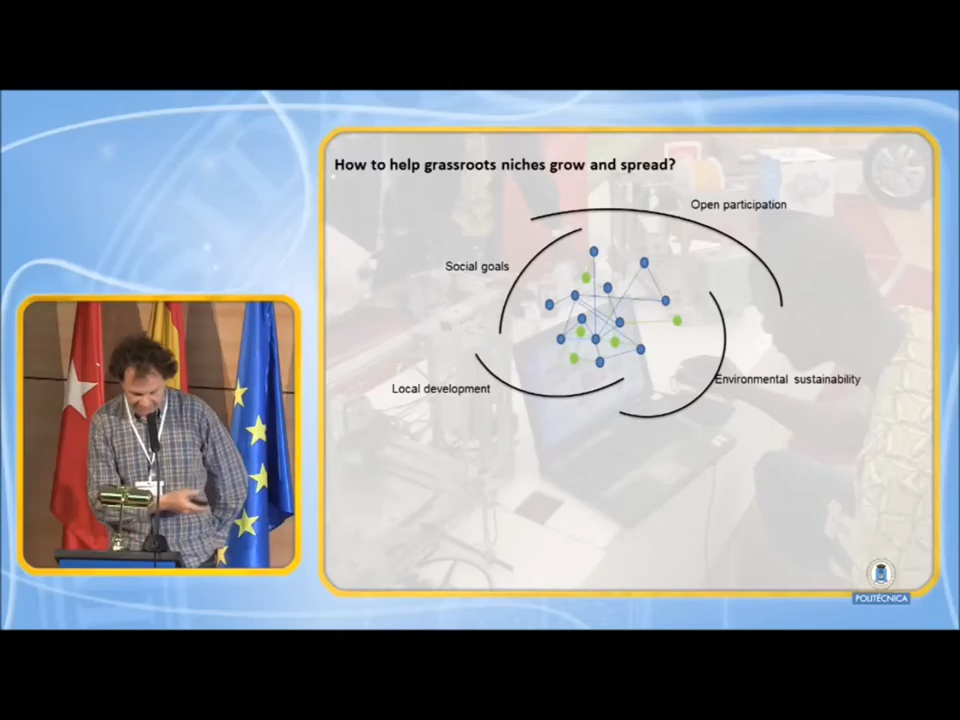 How to help grassroots niches grow and spread?
Open participation
Social goals
Environmental sustainability
Local development
POLITÉCNICA